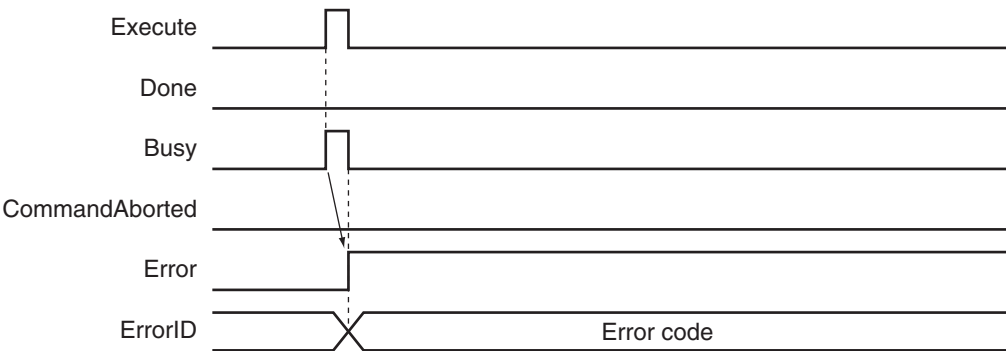 Execute
Done
Busy
CommandAborted
Error
ErrorID
Error code